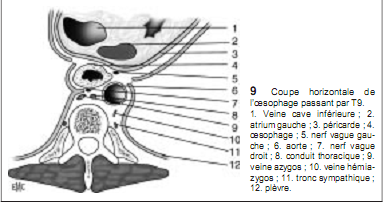 1
2
3
4
5
6
7
8
9
10
11
12
9 Coupe horizontale de
l'œsophage passant par T9.
1. Veine cave inférieure ; 2.
atrium gauche ; 3. péricarde ; 4.
œsophage ; 5. nerf vague gau-
che ; 6. aorte ; 7. nerf vague
droit ; 8. conduit thoracique ; 9.
veine azygos ; 10. veine hémia-
zygos ; 11. tronc sympathique ;
12. plèvre.
EMC